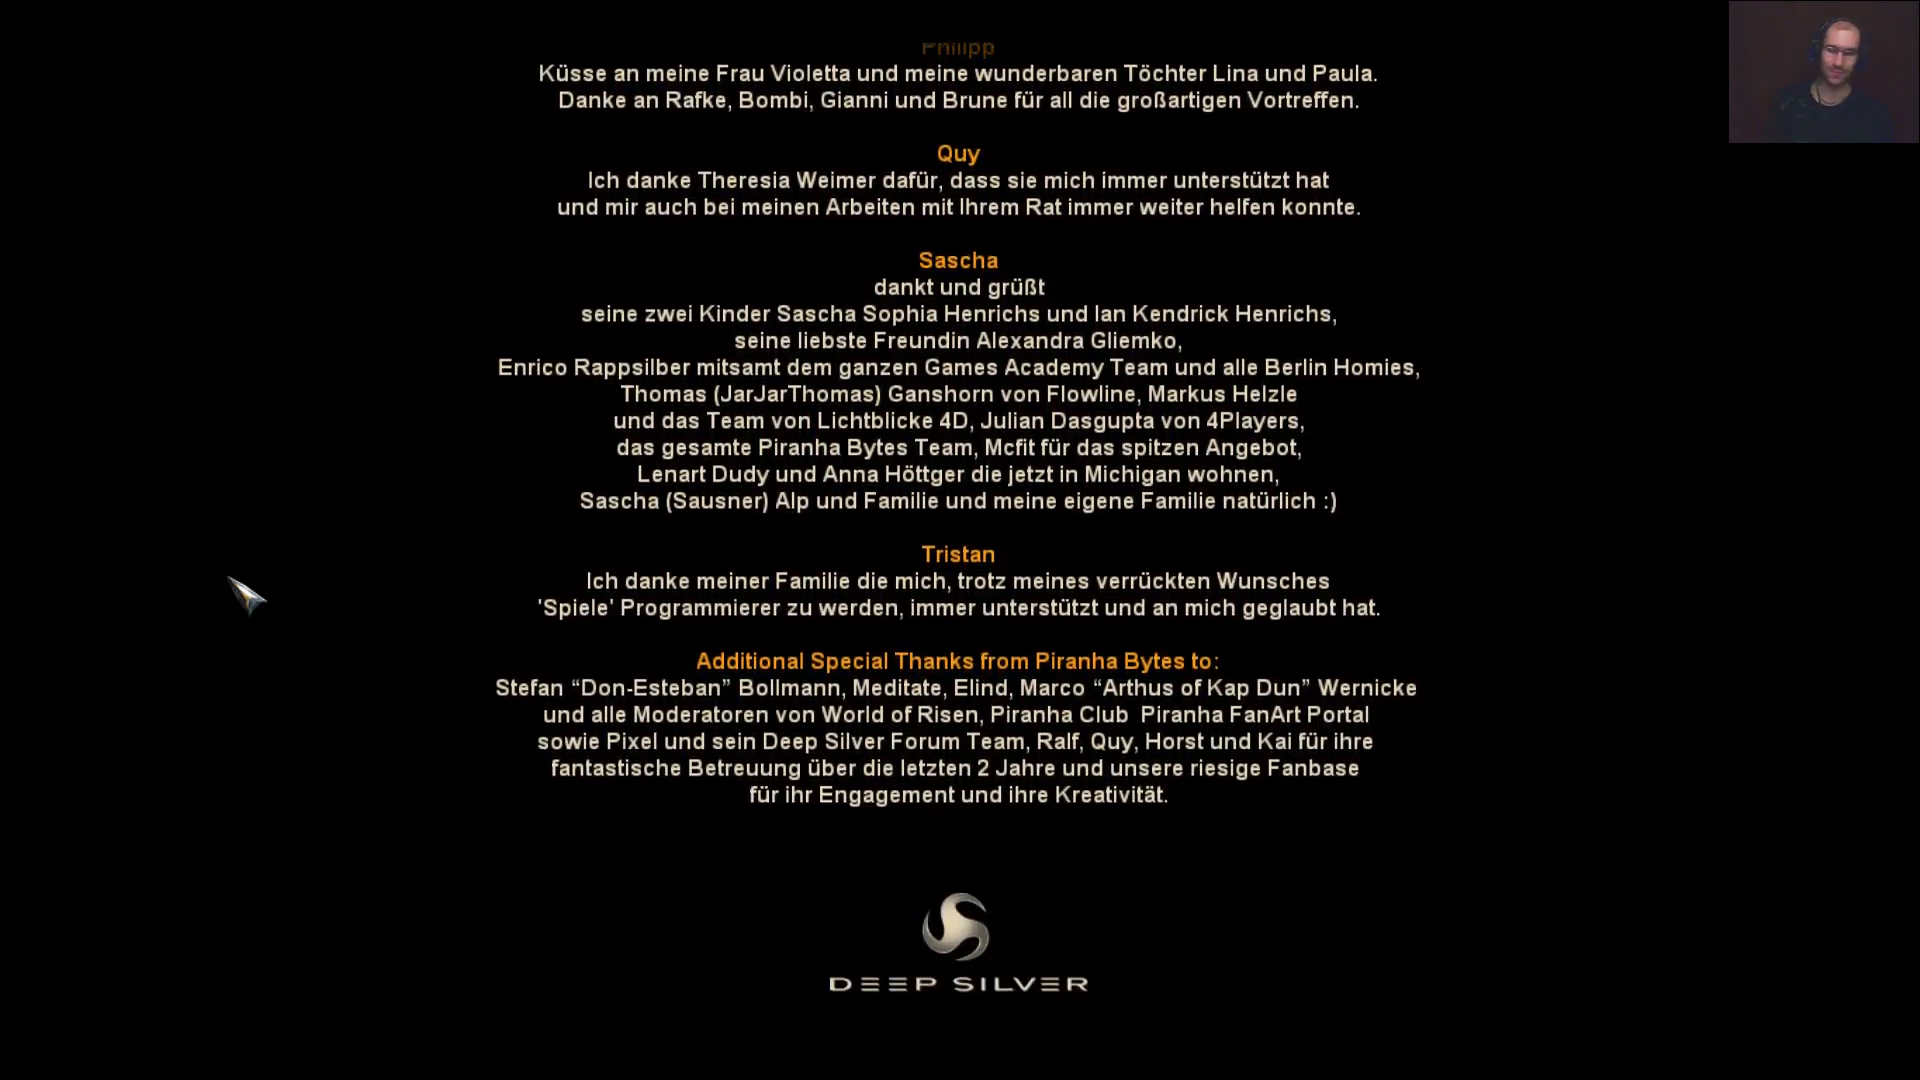 Philipp
Küsse an meine Frau Violetta und meine wunderbaren Töchter Lina und Paula.
Danke an Rafke, Bombi, Gianni und Brune für all die großartigen Vortreffen.
Quy
Ich danke Theresia Weimer dafür, dass sie mich immer unterstützt hat
und mir auch bei meinen Arbeiten mit Ihrem Rat immer weiter helfen konnte.
Sascha
dankt und grüßt
seine zwei Kinder Sascha Sophia Henrichs und Ian Kendrick Henrichs,
seine liebste Freundin Alexandra Gliemko,
Enrico Rappsilber mitsamt dem ganzen Games Academy Team und alle Berlin Homies,
Thomas (JarJarThomas) Ganshorn von Flowline, Markus Helzle
und das Team von Lichtblicke 4D, Julian Dasgupta von 4Players,
das gesamte Piranha Bytes Team, Mcfit für das spitzen Angebot,
Lenart Dudy und Anna Höttger die jetzt in Michigan wohnen,
Sascha (Sausner) Alp und Familie und meine eigene Familie natürlich :)
Tristan
Ich danke meiner Familie die mich, trotz meines verrückten Wunsches
'Spiele' Programmierer zu werden, immer unterstützt und an mich geglaubt hat.
Additional Special Thanks from Piranha Bytes to:
Stefan “Don-Esteban” Bollmann, Meditate, Elind, Marco “Arthus of Kap Dun” Wernicke
und alle Moderatoren von World of Risen, Piranha Club  Piranha FanArt Portal
sowie Pixel und sein Deep Silver Forum Team, Ralf, Quy, Horst und Kai für ihre
fantastische Betreuung über die letzten 2 Jahre und unsere riesige Fanbase
für ihr Engagement und ihre Kreativität.
DEEP SILVER